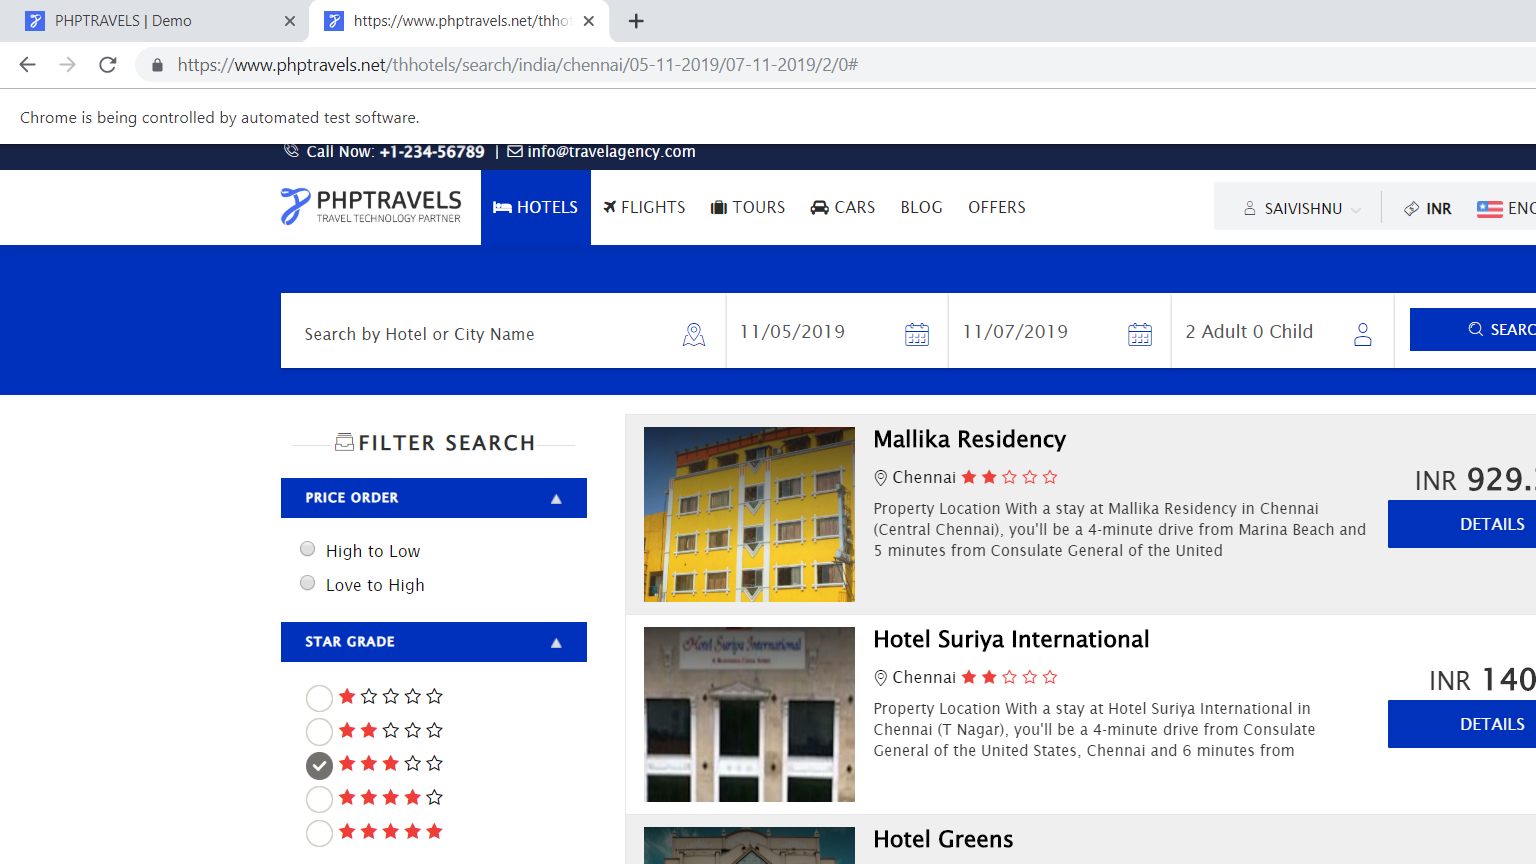 PHPTRAVELS | Demo
https://www.phptravels.net/thho
https://www.phptravels.net/thhotels/search/india/chennai/05-11-2019/07-11-2019/2/0#
Chrome is being controlled by automated test software.
Call Now: +1-234-56789 | info@travelagency.com
PHPTRAVELS
TRAVEL TECHNOLOGY PARTNER
HOTELS FLIGHTS TOURS CARS BLOG OFFERS
SAIVISHNU INR ENG
Search by Hotel or City Name 11/05/2019 11/07/2019 2 Adult 0 Child SEARC
FILTER SEARCH
PRICE ORDER
High to Low
Love to High
STAR GRADE
Mallika Residency
Chennai
Property Location With a stay at Mallika Residency in Chennai
(Central Chennai), you'll be a 4-minute drive from Marina Beach and
5 minutes from Consulate General of the United
INR 929.
DETAILS
Hotel Suriya International
Hotel Suriya International
Chennai
Property Location With a stay at Hotel Suriya International in
Chennai (T Nagar), you'll be a 4-minute drive from Consulate
General of the United States, Chennai and 6 minutes from
INR 140
DETAILS
Hotel Greens